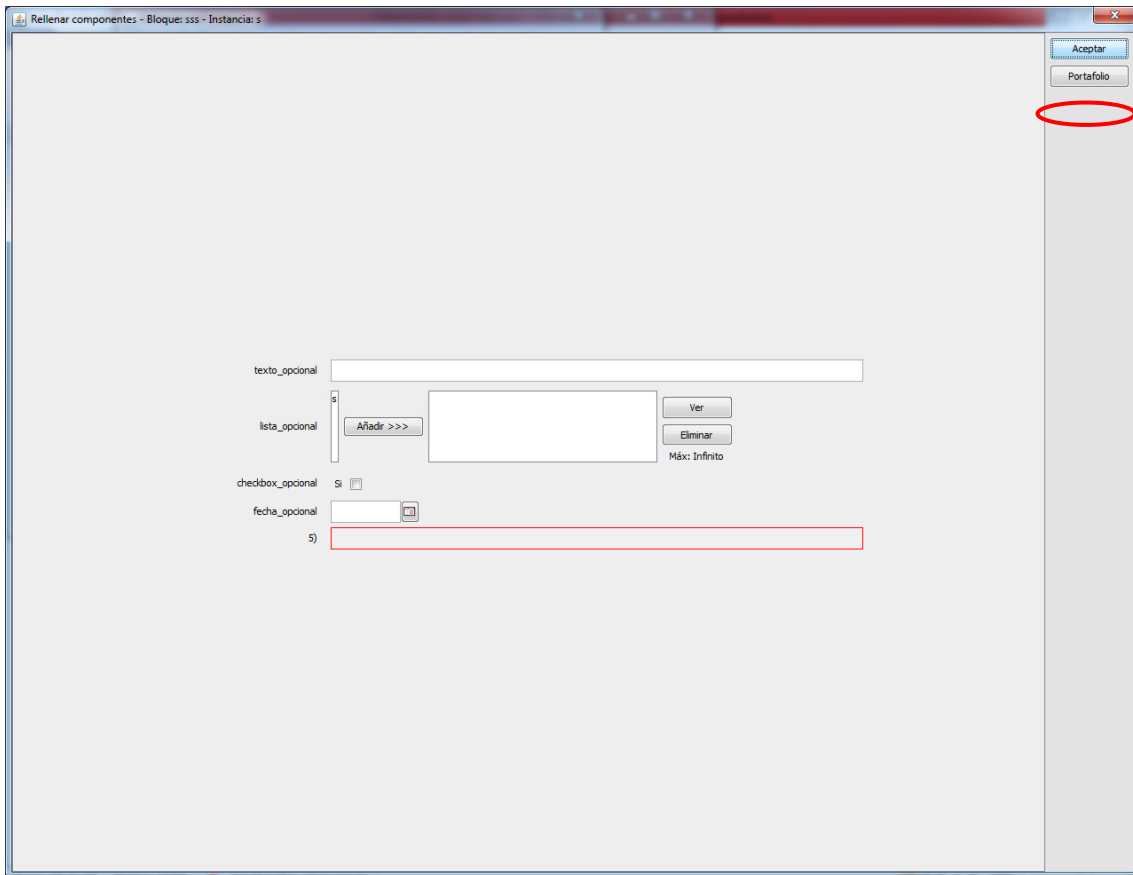 Rellenar componentes - Bloque: sss - Instancia: s
Aceptar
Portafolio
texto_opcional
s
lista_opcional
Añadir >>>
Ver
Eliminar
Máx: Infinito
checkbox_opcional
Si
fecha_opcional
5)